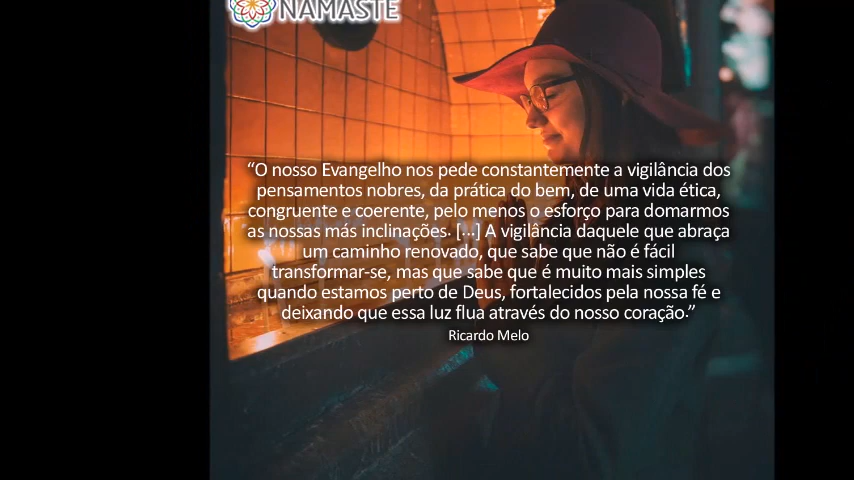 NAMASTE
“O nosso Evangelho nos pede constantemente a vigilância dos
pensamentos nobres, da prática do bem, de uma vida ética,
congruente e coerente, pelo menos o esforço para domarmos
as nossas más inclinações. [...] A vigilância daquele que abraça
um caminho renovado, que sabe que não é fácil
transformar-se, mas que sabe que é muito mais simples
quando estamos perto de Deus, fortalecidos pela nossa fé e
deixando que essa luz flua através do nosso coração.”
Ricardo Melo